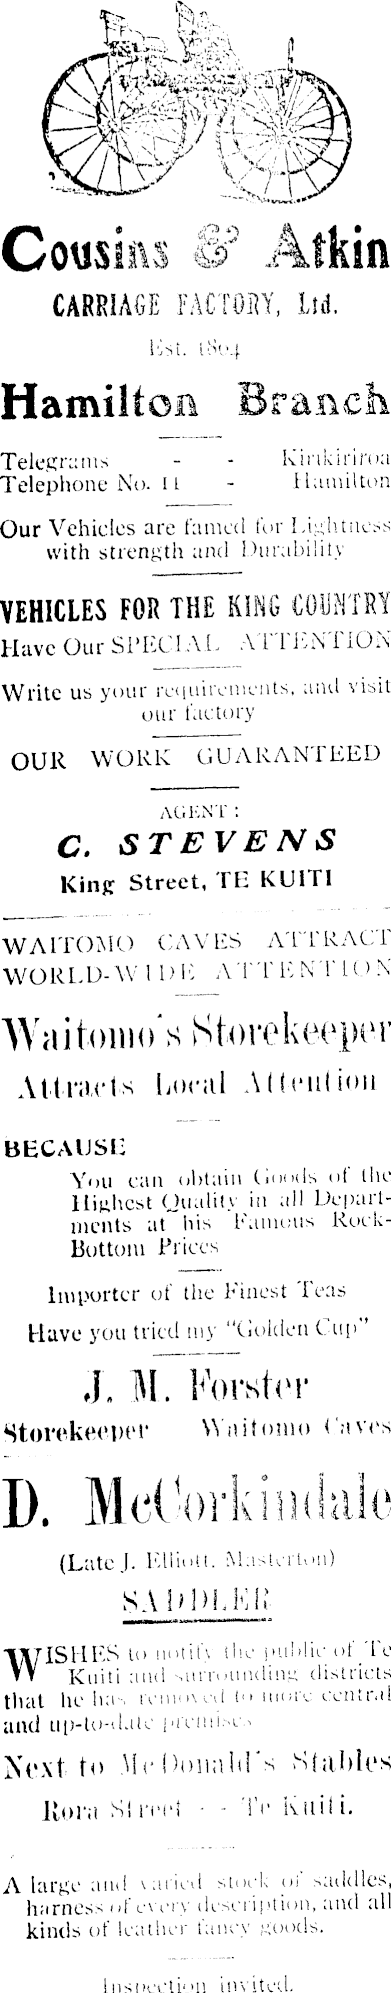 Cousins & Atkin
CARRIAGE FACTORY, Ltd.
Est. 1804
Hamilton Branch
Telegrams - - Kirikiriroa
Telephone No. 11 - Hamilton
Our Vehicles are famed for Lightness
with strength and Durability
VEHICLES FOR THE KING COUNTRY
Have Our SPECIAL ATTENTION
Write us your requirements, and visit
our factory
OUR WORK GUARANTEED
AGENT:
C. STEVENS
King Street, TE KUITI
WAITOMO CAVES ATTRACT
WORLD-WIDE ATTENTION
Waitomo's Storekeeper
Attracts Local Attention
BECAUSE
You can obtain Goods of the
Highest Quality in all Depart-
ments at his Famous Rock-
Bottom Prices
Importer of the Finest Teas
Have you tried my "Golden Cup"
J. M. Forster
Storekeeper Waitomo Caves
D. McCorkindale
(Late J. Elliott, Masterton)
SADDLER
WISHES to notify the public of Te
Kuiti and surrounding districts
that he has removed to more central
and up-to-date premises
Next to McDonald's Stables
Rora Street - - Te Kuiti.
A large and varied stock of saddles,
harness of every description, and all
kinds of leather fancy goods.
Inspection invited.